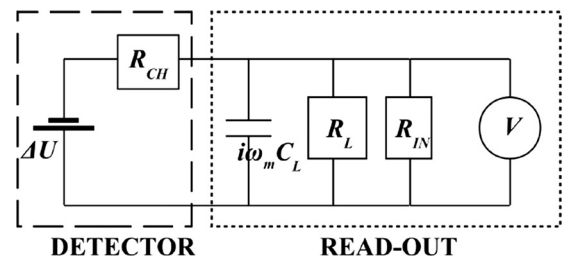 R_CH
ΔU
iω_mC_L
R_L
R_IN
V
DETECTOR
READ-OUT